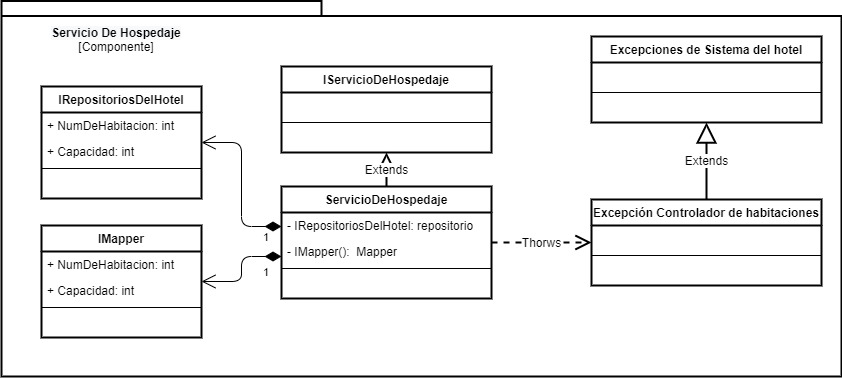 Servicio De Hospedaje
[Componente]
IRepositoriosDelHotel
+ NumDeHabitacion: int
+ Capacidad: int
IServicioDeHospedaje
Excepciones de Sistema del hotel
Extends
Extends
ServicioDeHospedaje
- IRepositoriosDelHotel: repositorio
- IMapper(): Mapper
1
1
Thorws
Excepción Controlador de habitaciones
IMapper
+ NumDeHabitacion: int
+ Capacidad: int